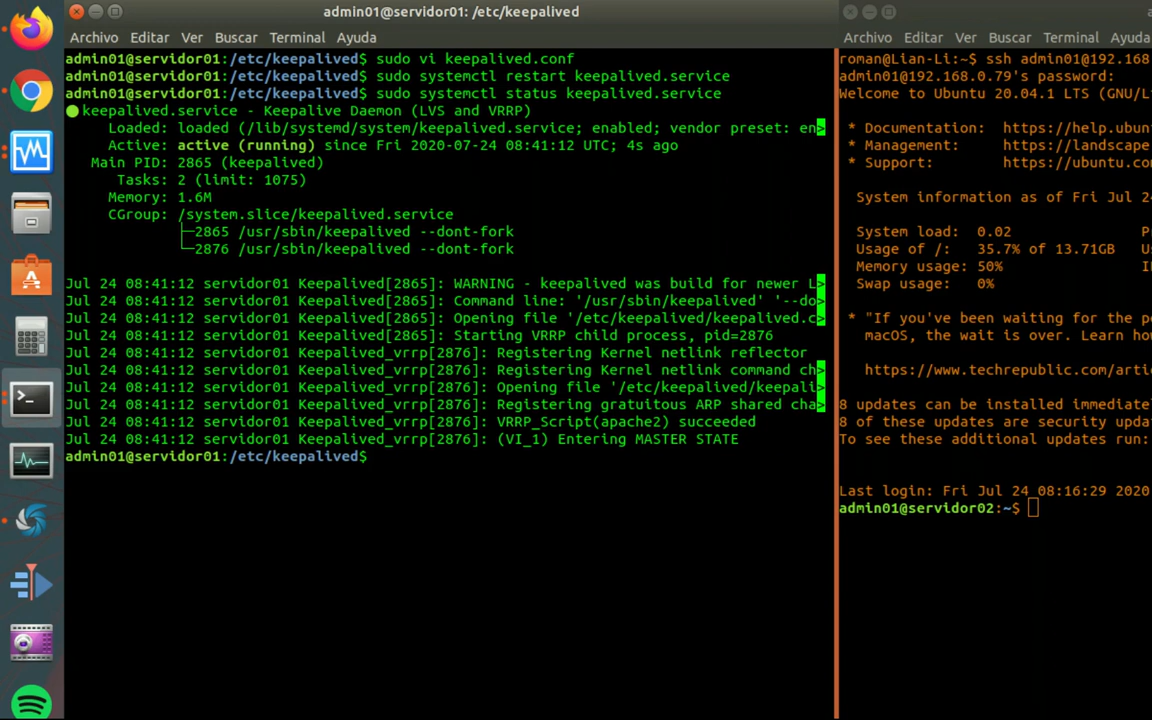 admin01@servidor01: /etc/keepalived
Archivo Editar Ver Buscar Terminal Ayuda
admin01@servidor01:/etc/keepalived$ sudo vi keepalived.conf
admin01@servidor01:/etc/keepalived$ sudo systemctl restart keepalived.service
admin01@servidor01:/etc/keepalived$ sudo systemctl status keepalived.service
● keepalived.service - Keepalive Daemon (LVS and VRRP)
Loaded: loaded (/lib/systemd/system/keepalived.service; enabled; vendor preset: en>
Active: active (running) since Fri 2020-07-24 08:41:12 UTC; 4s ago
Main PID: 2865 (keepalived)
Tasks: 2 (limit: 1075)
Memory: 1.6M
CGroup: /system.slice/keepalived.service
├─2865 /usr/sbin/keepalived --dont-fork
└─2876 /usr/sbin/keepalived --dont-fork
Jul 24 08:41:12 servidor01 Keepalived[2865]: WARNING - keepalived was build for newer L>
Jul 24 08:41:12 servidor01 Keepalived[2865]: Command line: '/usr/sbin/keepalived' '--do>
Jul 24 08:41:12 servidor01 Keepalived[2865]: Opening file '/etc/keepalived/keepalived.c>
Jul 24 08:41:12 servidor01 Keepalived[2865]: Starting VRRP child process, pid=2876
Jul 24 08:41:12 servidor01 Keepalived_vrrp[2876]: Registering Kernel netlink reflector
Jul 24 08:41:12 servidor01 Keepalived_vrrp[2876]: Registering Kernel netlink command ch>
Jul 24 08:41:12 servidor01 Keepalived_vrrp[2876]: Opening file '/etc/keepalived/keepali>
Jul 24 08:41:12 servidor01 Keepalived_vrrp[2876]: Registering gratuitous ARP shared cha>
Jul 24 08:41:12 servidor01 Keepalived_vrrp[2876]: VRRP_Script(apache2) succeeded
Jul 24 08:41:12 servidor01 Keepalived_vrrp[2876]: (VI_1) Entering MASTER STATE
admin01@servidor01:/etc/keepalived$
Archivo Editar Ver Buscar Terminal Ayuda
roman@Lian-Li:~$ ssh admin01@192.168
admin01@192.168.0.79's password:
Welcome to Ubuntu 20.04.1 LTS (GNU/L
* Documentation: https://help.ubun
* Management: https://landscape
* Support: https://ubuntu.co
System information as of Fri Jul 2
System load: 0.02 P
Usage of /: 35.7% of 13.71GB U
Memory usage: 50% I
Swap usage: 0%
* "If you've been waiting for the p
macOS, the wait is over. Learn ho
https://www.techrepublic.com/arti
8 updates can be installed immediate
8 of these updates are security upda
To see these additional updates run:
Last login: Fri Jul 24 08:16:29 2020
admin01@servidor02:~$